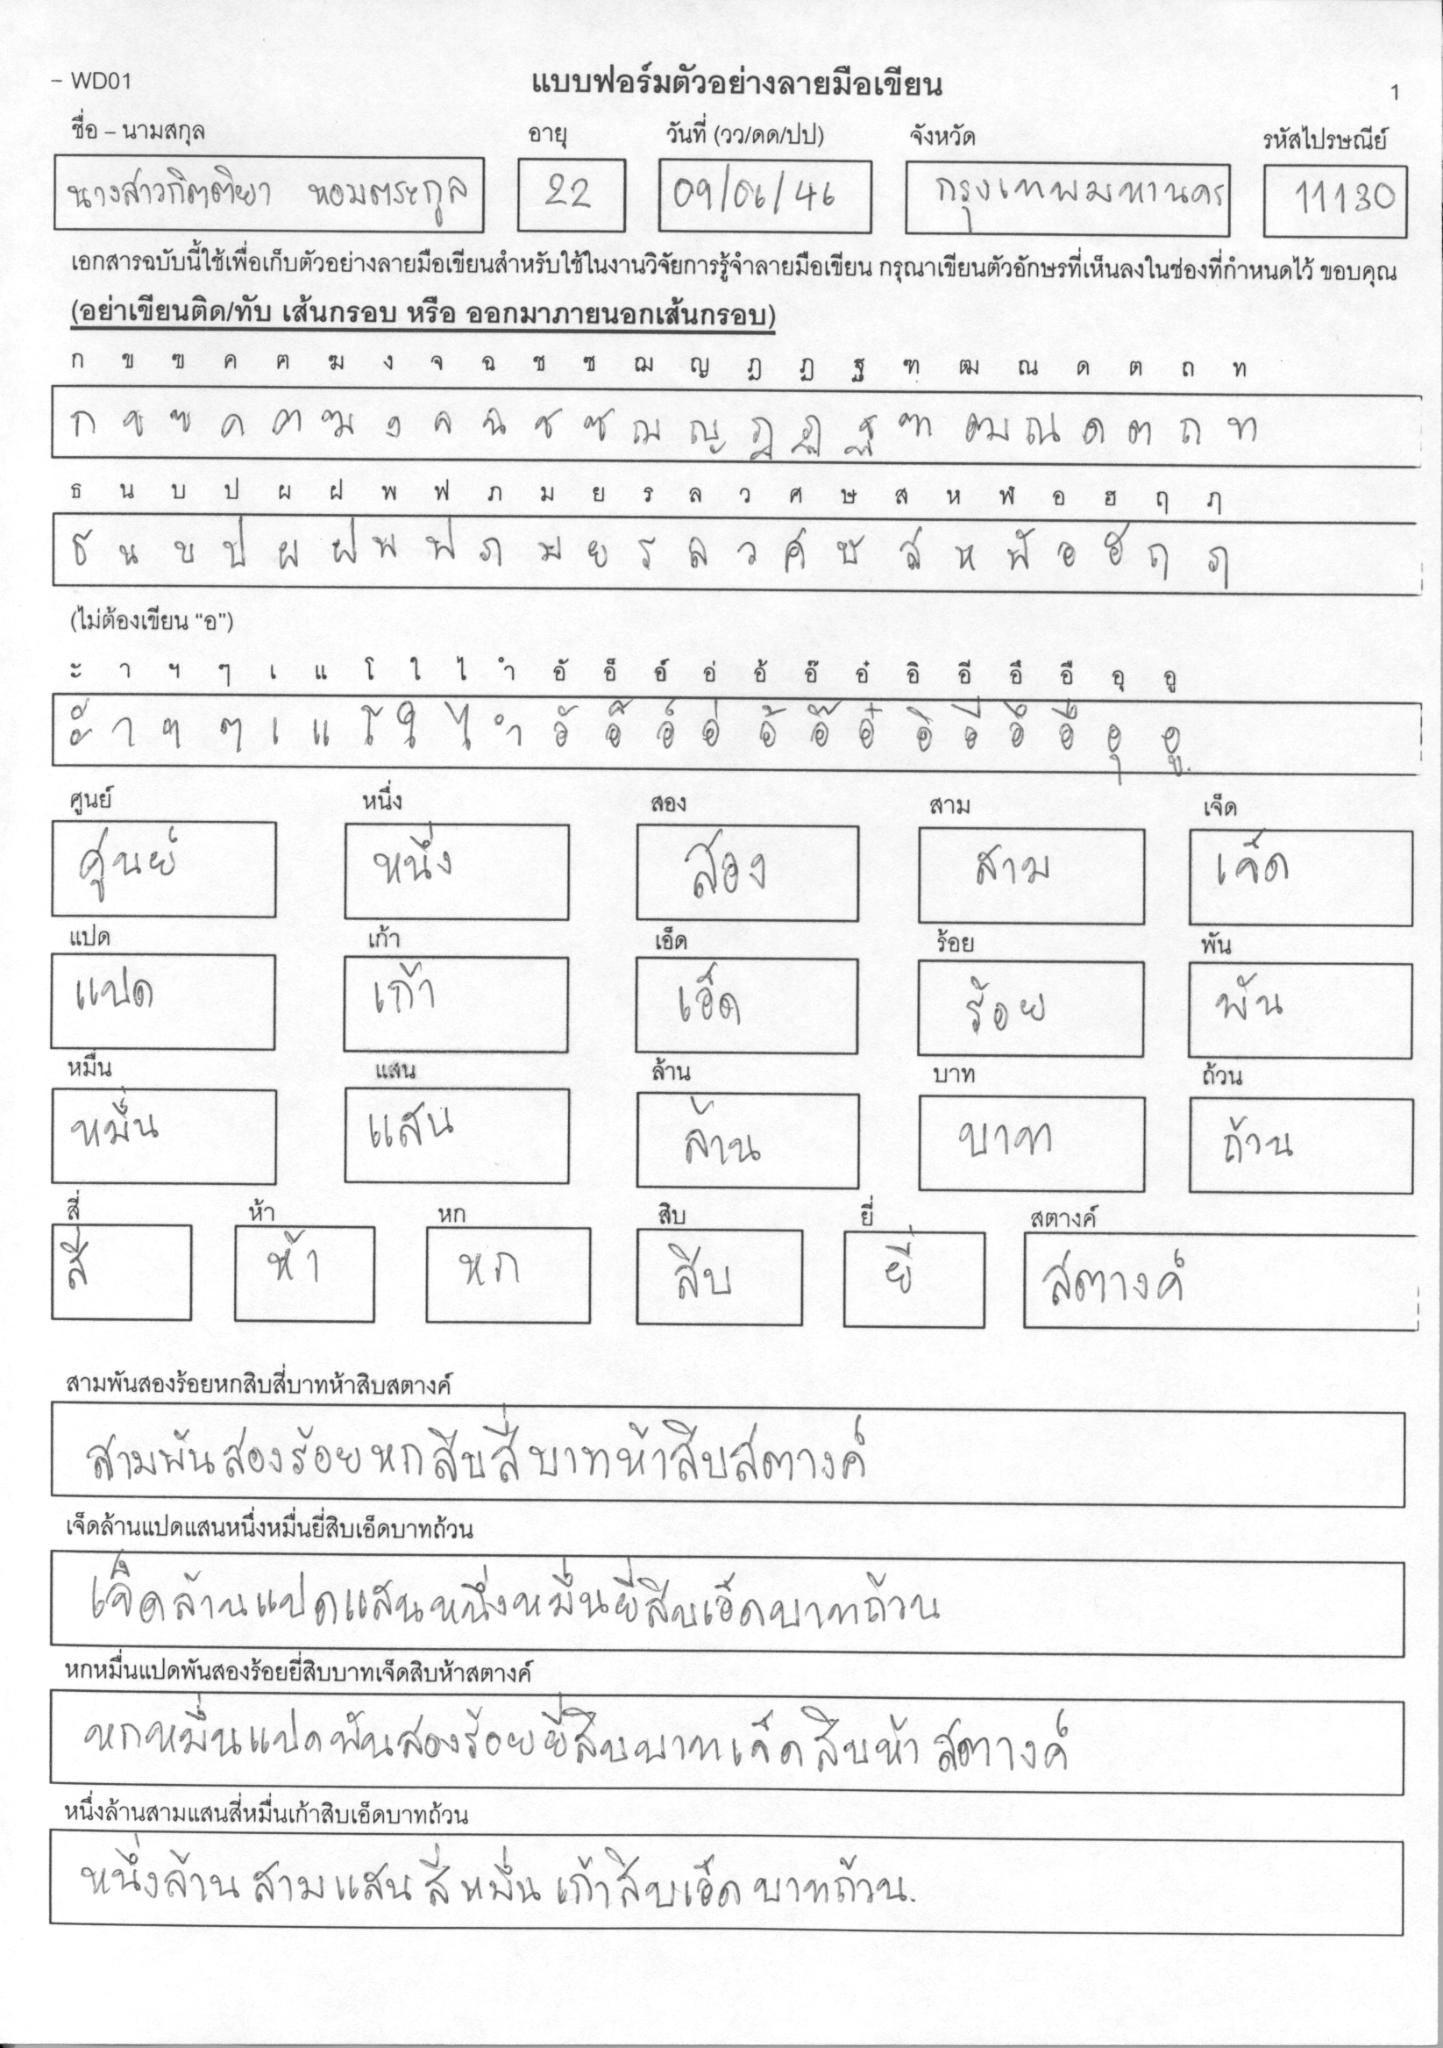 – WD01 แบบฟอร์มตัวอย่างลายมือเขียน 1
ชื่อ – นามสกุล อายุ วันที่ (วว/ดด/ปป) จังหวัด รหัสไปรษณีย์
นางสาวกิตติยา หอมตระกูล 22 09/06/46 กรุงเทพมหานคร 11130
เอกสารฉบับนี้ใช้เพื่อเก็บตัวอย่างลายมือเขียนสำหรับใช้ในงานวิจัยการรู้จำลายมือเขียน กรุณาเขียนตัวอักษรที่เห็นลงในช่องที่กำหนดไว้ ขอบคุณ
(อย่าเขียนติด/ทับ เส้นกรอบ หรือ ออกมาภายนอกเส้นกรอบ)
ก ข ฃ ค ฅ ฆ ง จ ฉ ช ซ ฌ ญ ฎ ฏ ฐ ฑ ฒ ณ ด ต ถ ท
ก ข ฃ ค ฅ ฆ ง จ ฉ ช ซ ฌ ญ ฎ ฏ ฐ ฑ ฒ ณ ด ต ถ ท
ธ น บ ป ผ ฝ พ ฟ ภ ม ย ร ล ว ศ ษ ส ห ฬ อ ฮ ฤ ฦ
ธ น บ ป ผ ฝ พ ฟ ภ ม ย ร ล ว ศ ษ ส ห ฬ อ ฮ ฤ ฦ
(ไม่ต้องเขียน “อ”)
ะ า ฯ ๆ เ แ โ ใ ไ ำ อั อ็ อ์ อ่ อ้ อ๊ อ๋ อิ อี อึ อื อุ อู
ะ า ฯ ๆ เ แ โ ใ ไ ำ อั อ็ อ์ อ่ อ้ อ๊ อ๋ อิ อี อึ อื อุ อู
ศูนย์ หนึ่ง สอง สาม เจ็ด
ศูนย์ หนึ่ง สอง สาม เจ็ด
แปด เก้า เอ็ด ร้อย พัน
แปด เก้า เอ็ด ร้อย พัน
หมื่น แสน ล้าน บาท ถ้วน
หมื่น แสน ล้าน บาท ถ้วน
สี่ ห้า หก สิบ ยี่ สตางค์
สี่ ห้า หก สิบ ยี่ สตางค์
สามพันสองร้อยหกสิบสี่บาทห้าสิบสตางค์
สามพันสองร้อยหกสิบสี่บาทห้าสิบสตางค์
เจ็ดล้านแปดแสนหนึ่งหมื่นยี่สิบเอ็ดบาทถ้วน
เจ็ดล้านแปดแสนหนึ่งหมื่นยี่สิบเอ็ดบาทถ้วน
หกหมื่นแปดพันสองร้อยยี่สิบบาทเจ็ดสิบห้าสตางค์
หกหมื่นแปดพันสองร้อยยี่สิบบาทเจ็ดสิบห้าสตางค์
หนึ่งล้านสามแสนสี่หมื่นเก้าสิบเอ็ดบาทถ้วน
หนึ่งล้านสามแสนสี่หมื่นเก้าสิบเอ็ดบาทถ้วน.